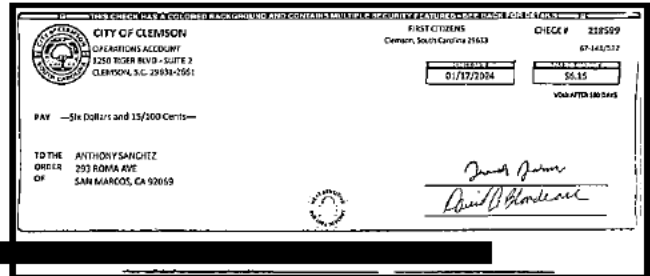 THIS CHECK HAS A COLORED BACKGROUND AND CONTAINS MULTIPLE SECURITY FEATURES - SEE BACK FOR DETAILS
CITY OF CLEMSON
OPERATIONS ACCOUNT
1250 TIGER BLVD - SUITE 2
CLEMSON, S.C. 29631-2661
FIRST CITIZENS
Clemson, South Carolina 29633
CHECK # 218599
01/17/2024
$6.15
VOID AFTER 180 DAYS
PAY —Six Dollars and 15/100 Cents—
TO THE ORDER OF
ANTHONY SANCHEZ
293 ROMA AVE
SAN MARCOS, CA 92069